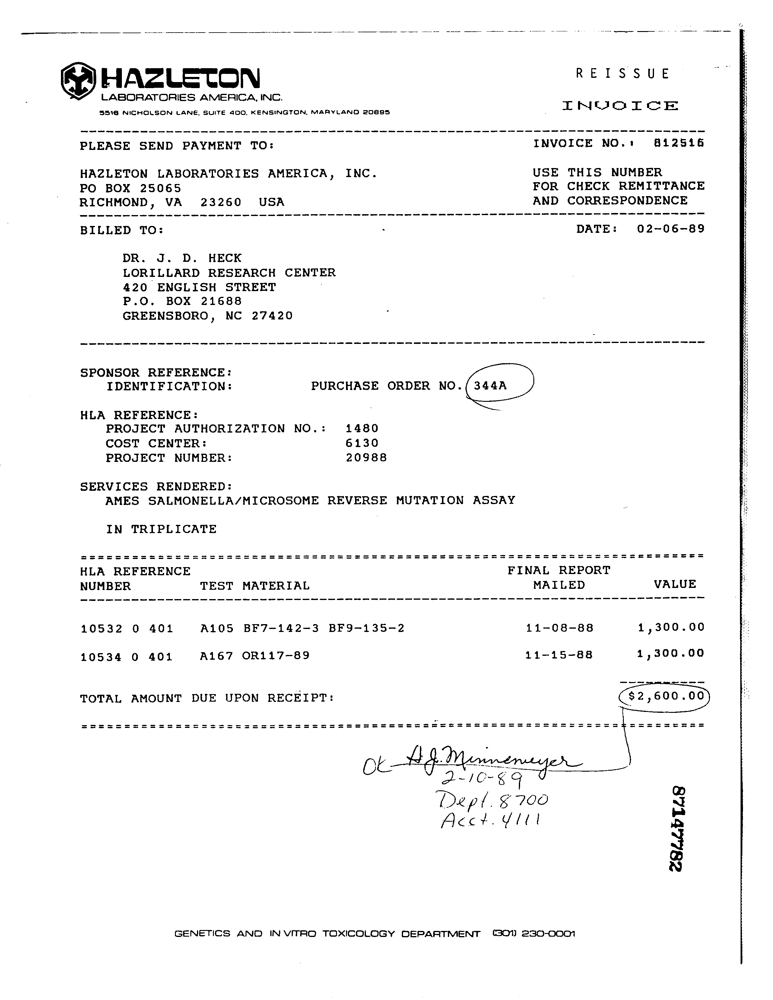 HAZLETON
LABORATORIES AMERICA, INC.
5516 NICHOLSON LANE, SUITE 400, KENSINGTON, MARYLAND 20895
REISSUE
INVOICE
PLEASE SEND PAYMENT TO:
INVOICE NO.: 812516
HAZLETON LABORATORIES AMERICA, INC.
PO BOX 25065
RICHMOND, VA 23260 USA
USE THIS NUMBER
FOR CHECK REMITTANCE
AND CORRESPONDENCE
BILLED TO:
DATE: 02-06-89
DR. J. D. HECK
LORILLARD RESEARCH CENTER
420 ENGLISH STREET
P.O. BOX 21688
GREENSBORO, NC 27420
SPONSOR REFERENCE:
IDENTIFICATION: PURCHASE ORDER NO. 344A
HLA REFERENCE:
PROJECT AUTHORIZATION NO.: 1480
COST CENTER: 6130
PROJECT NUMBER: 20988
SERVICES RENDERED:
AMES SALMONELLA/MICROSOME REVERSE MUTATION ASSAY
IN TRIPLICATE
HLA REFERENCE FINAL REPORT
NUMBER TEST MATERIAL MAILED VALUE
10532 0 401 A105 BF7-142-3 BF9-135-2 11-08-88 1,300.00
10534 0 401 A167 OR117-89 11-15-88 1,300.00
TOTAL AMOUNT DUE UPON RECEIPT: $2,600.00
OK H.J. Minnemeyer
2-10-89
Dept. 8700
Acct. 4111
87147782
GENETICS AND IN VITRO TOXICOLOGY DEPARTMENT (301) 230-0001